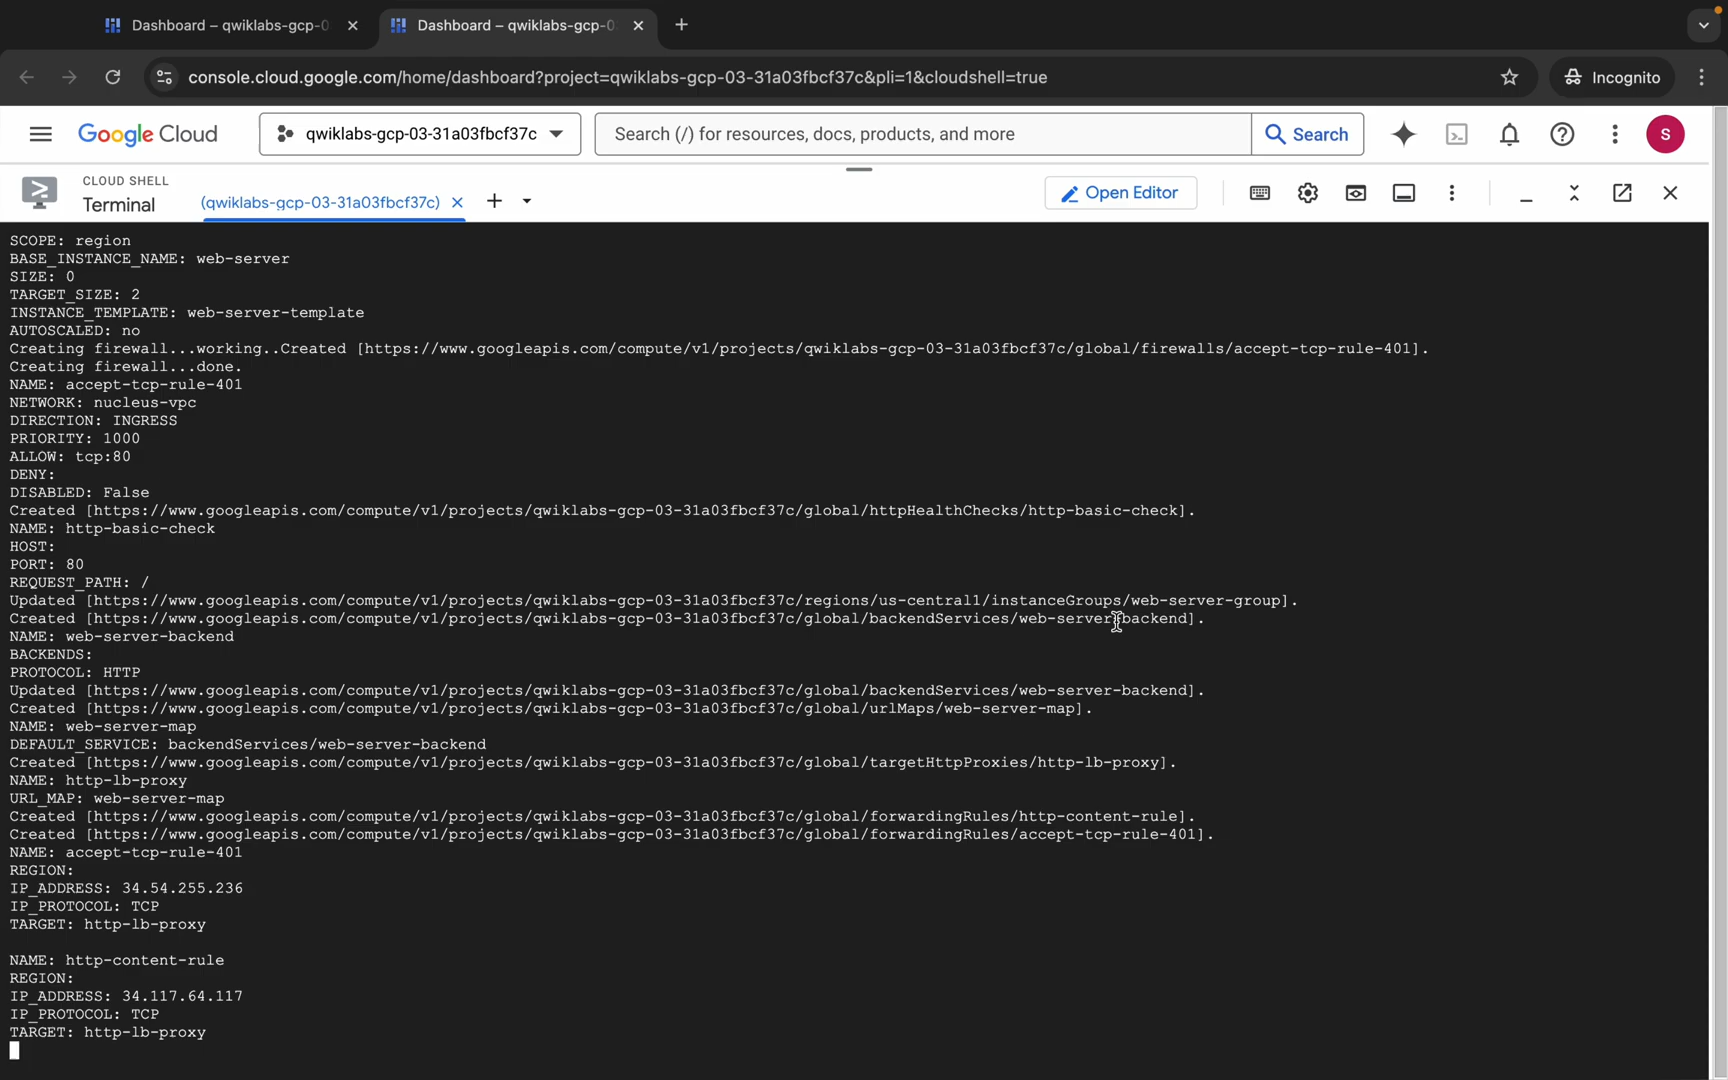 Dashboard – qwiklabs-gcp-0
Dashboard – qwiklabs-gcp-0
console.cloud.google.com/home/dashboard?project=qwiklabs-gcp-03-31a03fbcf37c&pli=1&cloudshell=true
Incognito
Google Cloud
qwiklabs-gcp-03-31a03fbcf37c
Search (/) for resources, docs, products, and more
Search
S
CLOUD SHELL
Terminal
(qwiklabs-gcp-03-31a03fbcf37c)
Open Editor
SCOPE: region
BASE_INSTANCE_NAME: web-server
SIZE: 0
TARGET_SIZE: 2
INSTANCE_TEMPLATE: web-server-template
AUTOSCALED: no
Creating firewall...working..Created [https://www.googleapis.com/compute/v1/projects/qwiklabs-gcp-03-31a03fbcf37c/global/firewalls/accept-tcp-rule-401].
Creating firewall...done.
NAME: accept-tcp-rule-401
NETWORK: nucleus-vpc
DIRECTION: INGRESS
PRIORITY: 1000
ALLOW: tcp:80
DENY:
DISABLED: False
Created [https://www.googleapis.com/compute/v1/projects/qwiklabs-gcp-03-31a03fbcf37c/global/httpHealthChecks/http-basic-check].
NAME: http-basic-check
HOST:
PORT: 80
REQUEST_PATH: /
Updated [https://www.googleapis.com/compute/v1/projects/qwiklabs-gcp-03-31a03fbcf37c/regions/us-central1/instanceGroups/web-server-group].
Created [https://www.googleapis.com/compute/v1/projects/qwiklabs-gcp-03-31a03fbcf37c/global/backendServices/web-server-backend].
NAME: web-server-backend
BACKENDS:
PROTOCOL: HTTP
Updated [https://www.googleapis.com/compute/v1/projects/qwiklabs-gcp-03-31a03fbcf37c/global/backendServices/web-server-backend].
Created [https://www.googleapis.com/compute/v1/projects/qwiklabs-gcp-03-31a03fbcf37c/global/urlMaps/web-server-map].
NAME: web-server-map
DEFAULT_SERVICE: backendServices/web-server-backend
Created [https://www.googleapis.com/compute/v1/projects/qwiklabs-gcp-03-31a03fbcf37c/global/targetHttpProxies/http-lb-proxy].
NAME: http-lb-proxy
URL_MAP: web-server-map
Created [https://www.googleapis.com/compute/v1/projects/qwiklabs-gcp-03-31a03fbcf37c/global/forwardingRules/http-content-rule].
Created [https://www.googleapis.com/compute/v1/projects/qwiklabs-gcp-03-31a03fbcf37c/global/forwardingRules/accept-tcp-rule-401].
NAME: accept-tcp-rule-401
REGION:
IP_ADDRESS: 34.54.255.236
IP_PROTOCOL: TCP
TARGET: http-lb-proxy
NAME: http-content-rule
REGION:
IP_ADDRESS: 34.117.64.117
IP_PROTOCOL: TCP
TARGET: http-lb-proxy